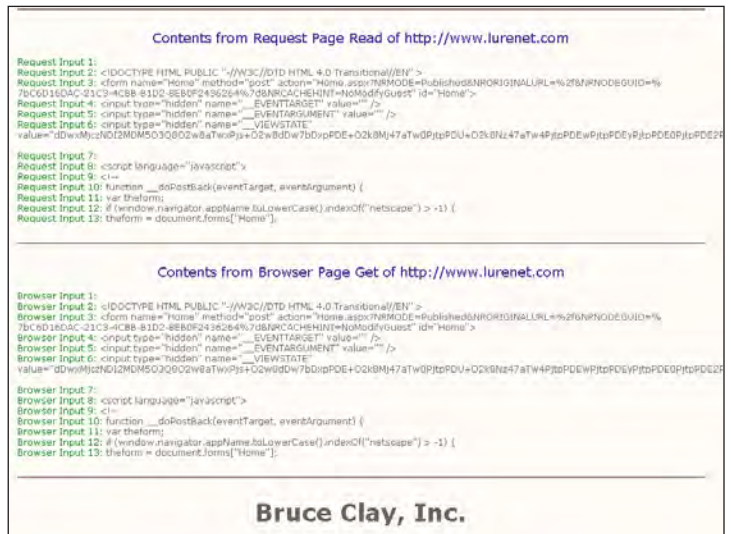 Contents from Request Page Read of http://www.lurenet.com
Request Input 1:
Request Input 2: <!DOCTYPE HTML PUBLIC "-//W3C//DTD HTML 4.0 Transitional//EN" >
Request Input 3: <form name="Home" method="post" action="Home.aspx?NRMODE=Published&NRORIGINALURL=%2f&NRNODEGUID=%
7bC6D16DAC-21C3-4CBB-B1D2-8EB0F2436264%7d&NRCACHEHINT=NoModifyGuest" id="Home">
Request Input 4: <input type="hidden" name="__EVENTTARGET" value="" />
Request Input 5: <input type="hidden" name="__EVENTARGUMENT" value="" />
Request Input 6: <input type="hidden" name="__VIEWSTATE"
Request Input 7:
Request Input 8: <script language="javascript">
Request Input 9: <!--
Request Input 10: function __doPostBack(eventTarget, eventArgument) {
Request Input 11: var theform;
Request Input 12: if (window.navigator.appName.toLowerCase().indexOf("netscape") > -1) {
Request Input 13: theform = document.forms["Home"];
Contents from Browser Page Get of http://www.lurenet.com
Browser Input 1:
Browser Input 2: <!DOCTYPE HTML PUBLIC "-//W3C//DTD HTML 4.0 Transitional//EN" >
Browser Input 3: <form name="Home" method="post" action="Home.aspx?NRMODE=Published&NRORIGINALURL=%2f&NRNODEGUID=%
7bC6D16DAC-21C3-4CBB-B1D2-8EB0F2436264%7d&NRCACHEHINT=NoModifyGuest" id="Home">
Browser Input 4: <input type="hidden" name="__EVENTTARGET" value="" />
Browser Input 5: <input type="hidden" name="__EVENTARGUMENT" value="" />
Browser Input 6: <input type="hidden" name="__VIEWSTATE"
Browser Input 7:
Browser Input 8: <script language="javascript">
Browser Input 9: <!--
Browser Input 10: function __doPostBack(eventTarget, eventArgument) {
Browser Input 11: var theform;
Browser Input 12: if (window.navigator.appName.toLowerCase().indexOf("netscape") > -1) {
Browser Input 13: theform = document.forms["Home"];
Bruce Clay, Inc.